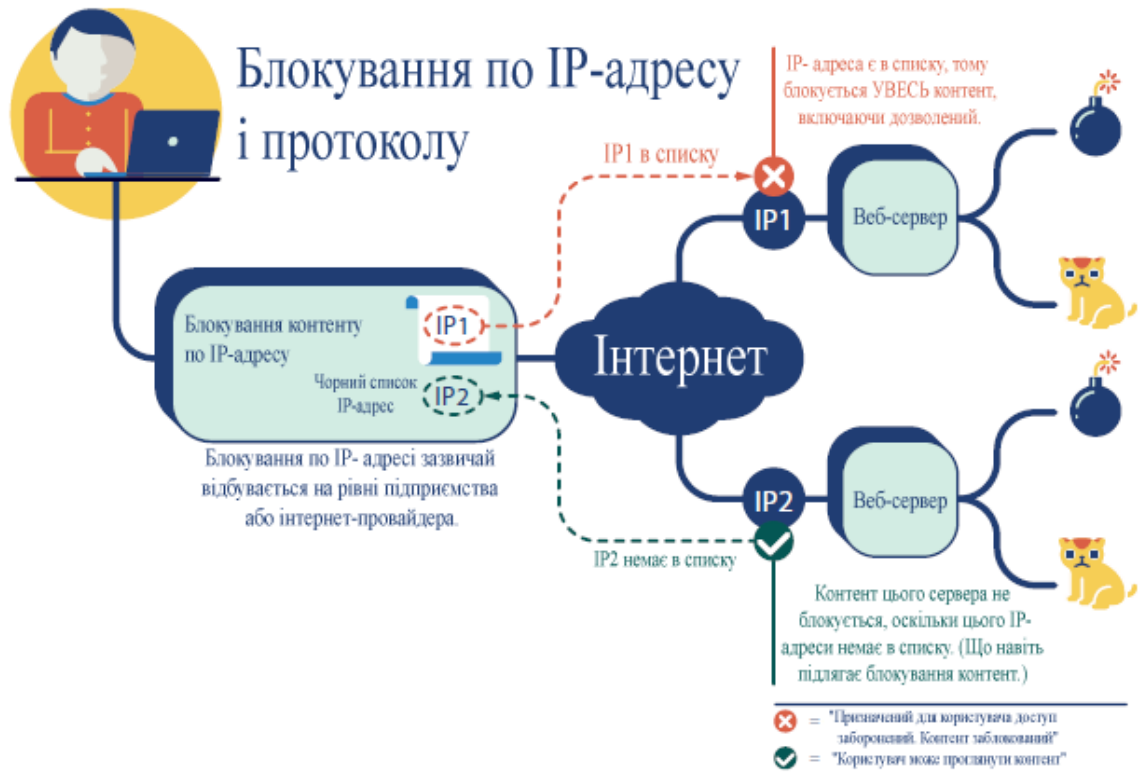 Блокування по IP-адресу
і протоколу
IP- адреса є в списку, тому
блокується УВЕСЬ контент,
включаючи дозволений.
IP1 в списку
IP1
Веб-сервер
Блокування контенту
по IP-адресу
IP1
Чорний список
IP-адрес
IP2
Інтернет
Блокування по IP- адресі зазвичай
відбувається на рівні підприємства
або інтернет-провайдера.
IP2
Веб-сервер
IP2 немає в списку
Контент цього сервера не
блокується, оскільки цього IP-
адреси немає в списку. (Що навіть
підлягає блокування контент.)
= "Призначений для користувача доступ
заборонений. Контент заблокований"
= "Користувач може проглянути контент"